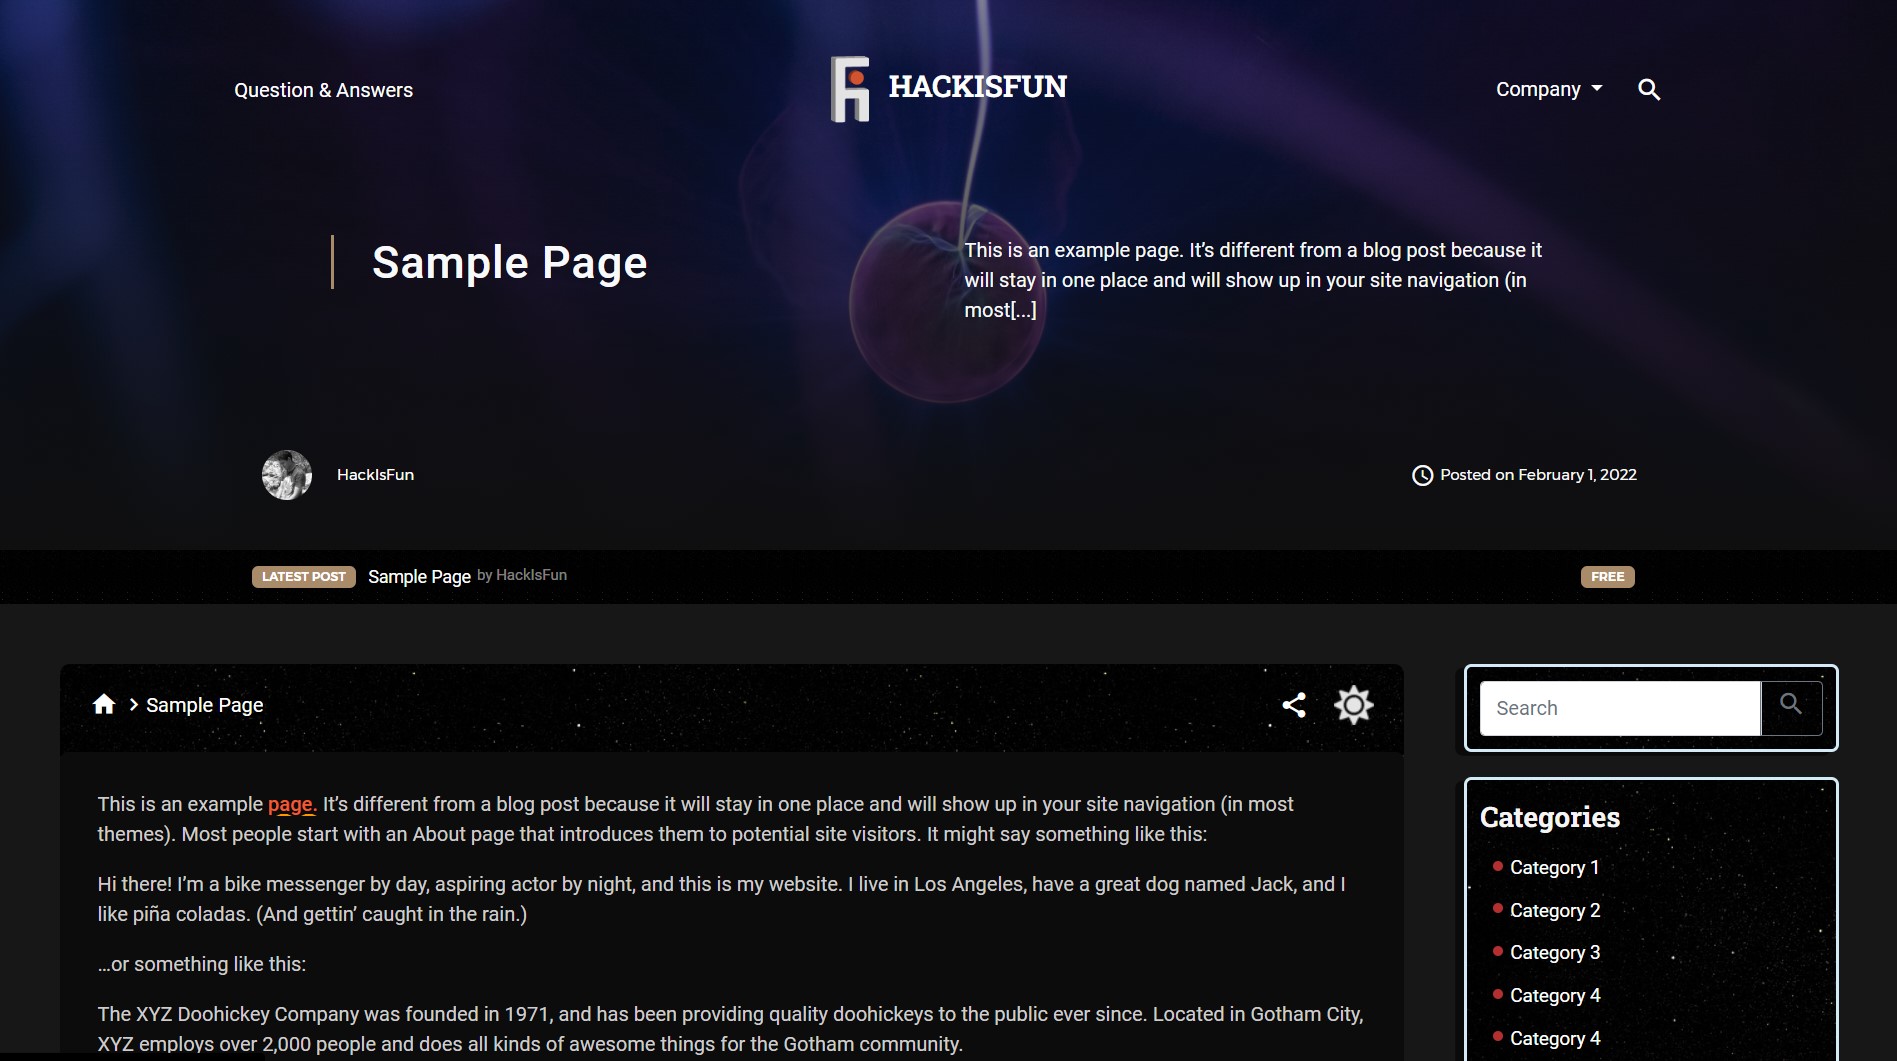 Question & Answers
HACKISFUN
Company
Sample Page
This is an example page. It’s different from a blog post because it
will stay in one place and will show up in your site navigation (in
most[...]
HackIsFun
Posted on February 1, 2022
LATEST POST
Sample Page by HackIsFun
FREE
Sample Page
This is an example page. It’s different from a blog post because it will stay in one place and will show up in your site navigation (in most
themes). Most people start with an About page that introduces them to potential site visitors. It might say something like this:
Hi there! I’m a bike messenger by day, aspiring actor by night, and this is my website. I live in Los Angeles, have a great dog named Jack, and I
like piña coladas. (And gettin’ caught in the rain.)
…or something like this:
The XYZ Doohickey Company was founded in 1971, and has been providing quality doohickeys to the public ever since. Located in Gotham City,
XYZ employs over 2,000 people and does all kinds of awesome things for the Gotham community.
Search
Categories
Category 1
Category 2
Category 3
Category 4
Category 4